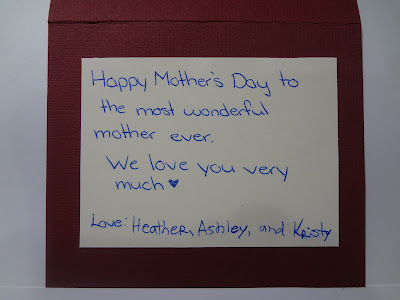 Happy Mother's Day to
the most wonderful
mother ever.
We love you very
much ♥
Love: Heather, Ashley, and Kristy